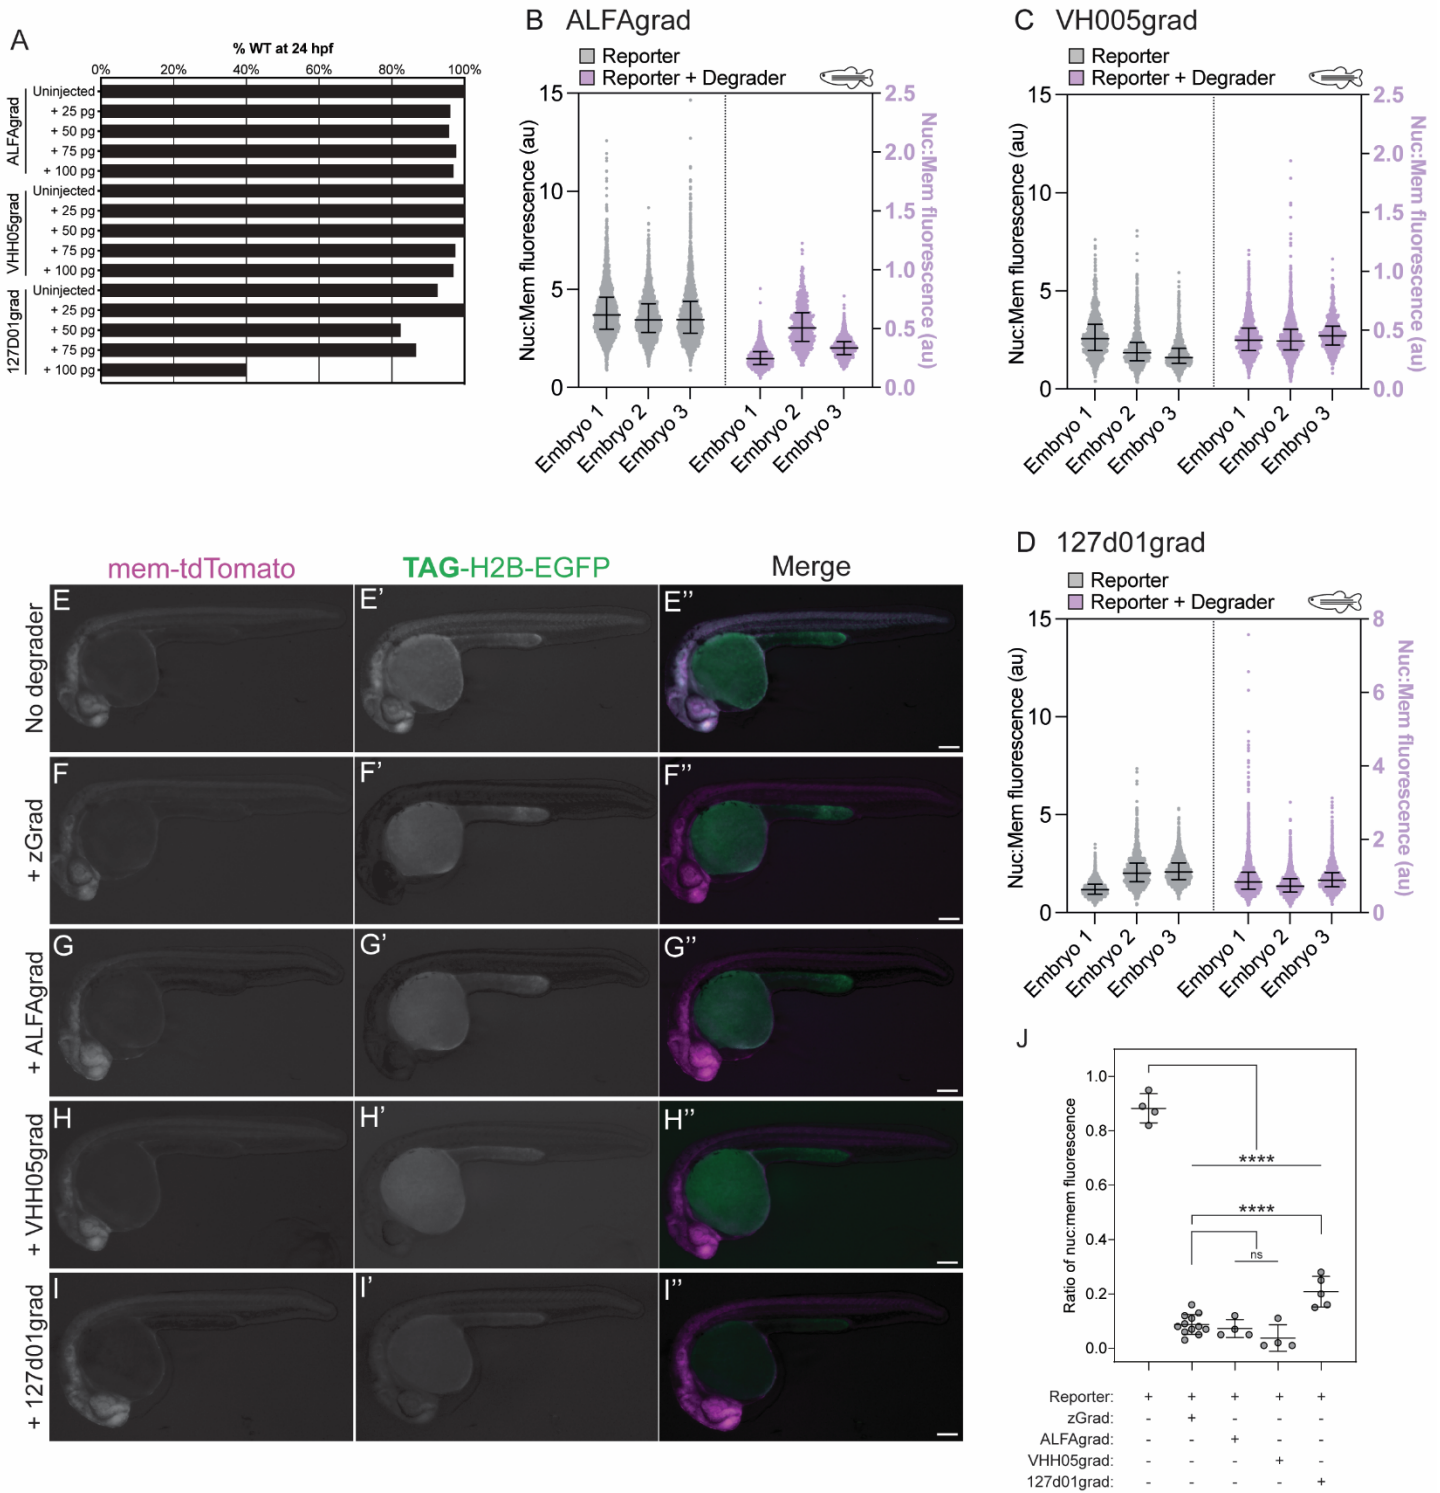 A
% WT at 24 hpf
0% 20% 40% 60% 80% 100%
ALFAgrad
Uninjected
+ 25 pg
+ 50 pg
+ 75 pg
+ 100 pg
VHH05grad
Uninjected
+ 25 pg
+ 50 pg
+ 75 pg
+ 100 pg
127D01grad
Uninjected
+ 25 pg
+ 50 pg
+ 75 pg
+ 100 pg
B ALFAgrad
Reporter
Reporter + Degrader
Nuc:Mem fluorescence (au)
15
10
5
0
2.5
2.0
1.5
1.0
0.5
0.0
Nuc:Mem fluorescence (au)
Embryo 1 Embryo 2 Embryo 3 Embryo 1 Embryo 2 Embryo 3
C VH005grad
Reporter
Reporter + Degrader
Nuc:Mem fluorescence (au)
15
10
5
0
2.5
2.0
1.5
1.0
0.5
0.0
Nuc:Mem fluorescence (au)
Embryo 1 Embryo 2 Embryo 3 Embryo 1 Embryo 2 Embryo 3
D 127d01grad
Reporter
Reporter + Degrader
Nuc:Mem fluorescence (au)
15
10
5
0
8
6
4
2
0
Nuc:Mem fluorescence (au)
Embryo 1 Embryo 2 Embryo 3 Embryo 1 Embryo 2 Embryo 3
mem-tdTomato TAG-H2B-EGFP Merge
No degrader
E E' E''
+ zGrad
F F' F''
+ ALFAgrad
G G' G''
+ VHH05grad
H H' H''
+ 127d01grad
I I' I''
J
Ratio of nuc:mem fluorescence
1.0
0.8
0.6
0.4
0.2
0.0
****
****
ns
Reporter: + + + + +
zGrad: - + - - -
ALFAgrad: - - + - -
VHH05grad: - - - + -
127d01grad: - - - - +